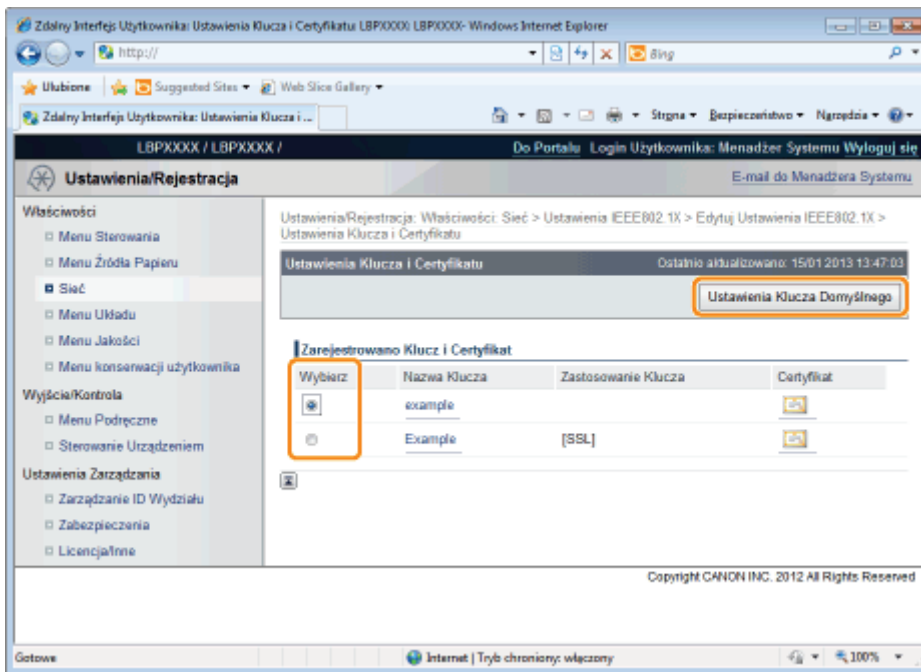 Zdalny Interfejs Użytkownika: Ustawienia Klucza i Certyfikatu: LBPXXXX: LBPXXXX- Windows Internet Explorer
http://
Bing
Ulubione Suggested Sites Web Slice Gallery
Zdalny Interfejs Użytkownika: Ustawienia Klucza i ...
Strona Bezpieczeństwo Narzędzia
LBPXXXX / LBPXXXX /
Do Portalu Login Użytkownika: Menadżer Systemu Wyloguj się
Ustawienia/Rejestracja
E-mail do Menadżera Systemu
Właściwości
Menu Sterowania
Menu Źródła Papieru
Sieć
Menu Układu
Menu Jakości
Menu konserwacji użytkownika
Wyjście/Kontrola
Menu Podręczne
Sterowanie Urządzeniem
Ustawienia Zarządzania
Zarządzanie ID Wydziału
Zabezpieczenia
Licencja/Inne
Ustawienia/Rejestracja: Właściwości: Sieć > Ustawienia IEEE802.1X > Edytuj Ustawienia IEEE802.1X >
Ustawienia Klucza i Certyfikatu
Ustawienia Klucza i Certyfikatu
Ostatnio aktualizowano: 15/01 2013 13:47:03
Ustawienia Klucza Domyślnego
Zarejestrowano Klucz i Certyfikat
Wybierz Nazwa Klucza Zastosowanie Klucza Certyfikat
example
Example [SSL]
Copyright CANON INC. 2012 All Rights Reserved
Gotowe
Internet | Tryb chroniony: włączony
100%